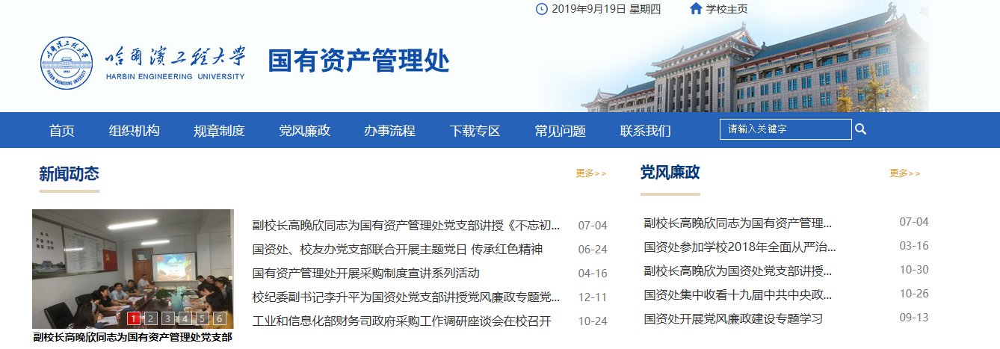 2019年9月19日 星期四
学校主页
哈尔滨工程大学
HARBIN ENGINEERING UNIVERSITY
国有资产管理处
首页
组织机构
规章制度
党风廉政
办事流程
下载专区
常见问题
联系我们
请输入关键字
新闻动态
更多>>
副校长高晚欣同志为国有资产管理处党支部
1 2 3 4 5 6
副校长高晚欣同志为国有资产管理处党支部讲授《不忘初... 07-04
国资处、校友办党支部联合开展主题党日 传承红色精神 06-24
国有资产管理处开展采购制度宣讲系列活动 04-16
校纪委副书记李升平为国资处党支部讲授党风廉政专题党... 12-11
工业和信息化部财务司政府采购工作调研座谈会在校召开 10-24
党风廉政
更多>>
副校长高晚欣同志为国有资产管理... 07-04
国资处参加学校2018年全面从严治... 03-16
副校长高晚欣为国资处党支部讲授... 10-30
国资处集中收看十九届中共中央政... 10-26
国资处开展党风廉政建设专题学习 09-13